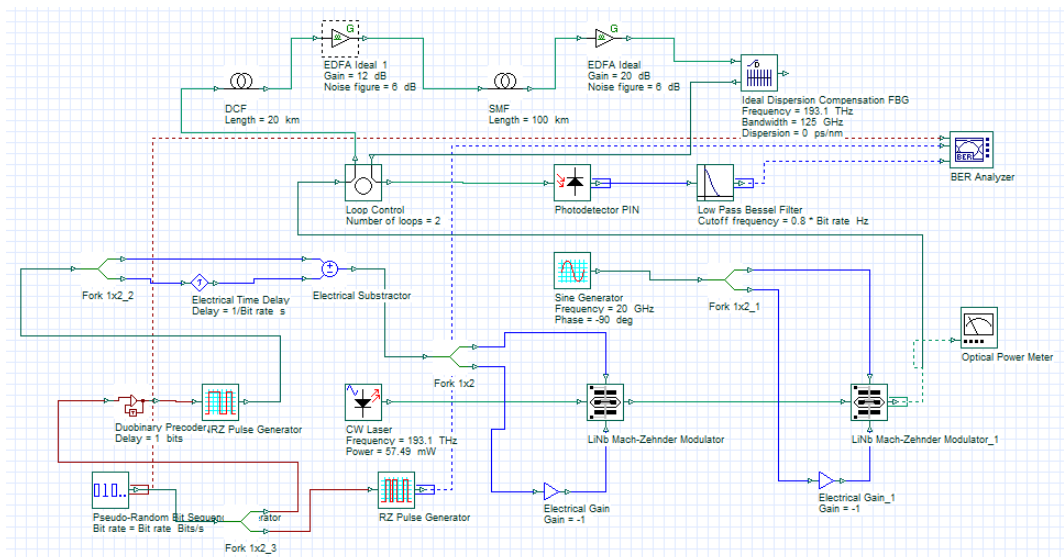 G
EDFA Ideal 1
Gain = 12 dB
Noise figure = 6 dB
G
EDFA Ideal
Gain = 20 dB
Noise figure = 6 dB
DCF
Length = 20 km
SMF
Length = 100 km
Ideal Dispersion Compensation FBG
Frequency = 193.1 THz
Bandwidth = 125 GHz
Dispersion = 0 ps/nm
BER
BER Analyzer
Loop Control
Number of loops = 2
Photodetector PIN
Low Pass Bessel Filter
Cutoff frequency = 0.8 * Bit rate Hz
Fork 1x2_2
Electrical Time Delay
Delay = 1/Bit rate s
Electrical Substractor
Sine Generator
Frequency = 20 GHz
Phase = -90 deg
Fork 1x2_1
Optical Power Meter
Fork 1x2
Duobinary Precoder
Delay = 1 bits
NRZ Pulse Generator
CW Laser
Frequency = 193.1 THz
Power = 57.49 mW
LiNb Mach-Zehnder Modulator
LiNb Mach-Zehnder Modulator_1
Pseudo-Random Bit Sequen erator
Bit rate = Bit rate Bits/s
Fork 1x2_3
RZ Pulse Generator
Electrical Gain
Gain = -1
Electrical Gain_1
Gain = -1